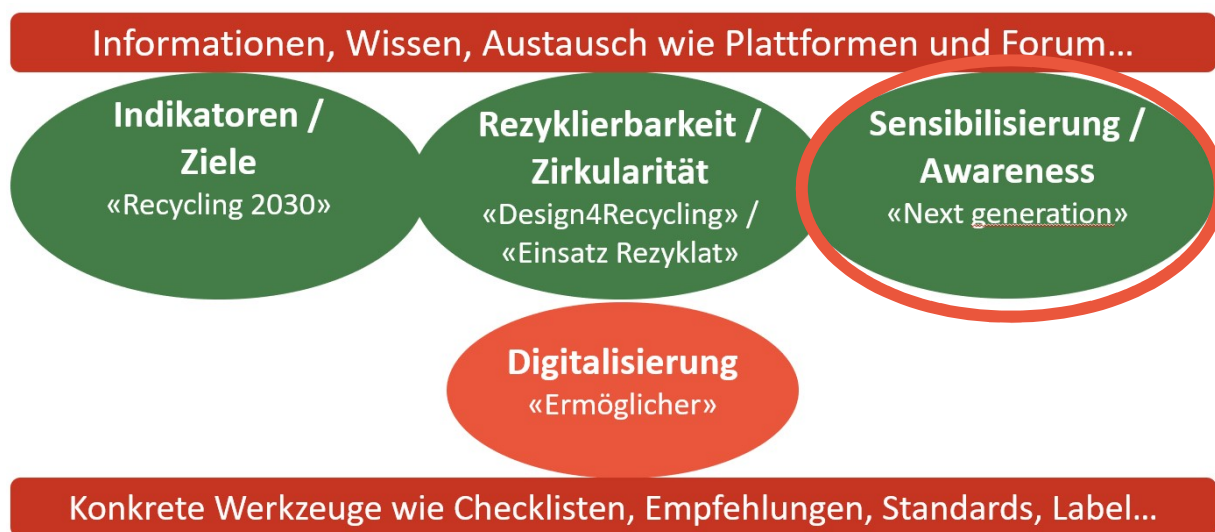 Informationen, Wissen, Austausch wie Plattformen und Forum…
Indikatoren /
Ziele
«Recycling 2030»
Rezyklierbarkeit /
Zirkularität
«Design4Recycling» /
«Einsatz Rezyklat»
Sensibilisierung /
Awareness
«Next generation»
Digitalisierung
«Ermöglicher»
Konkrete Werkzeuge wie Checklisten, Empfehlungen, Standards, Label…